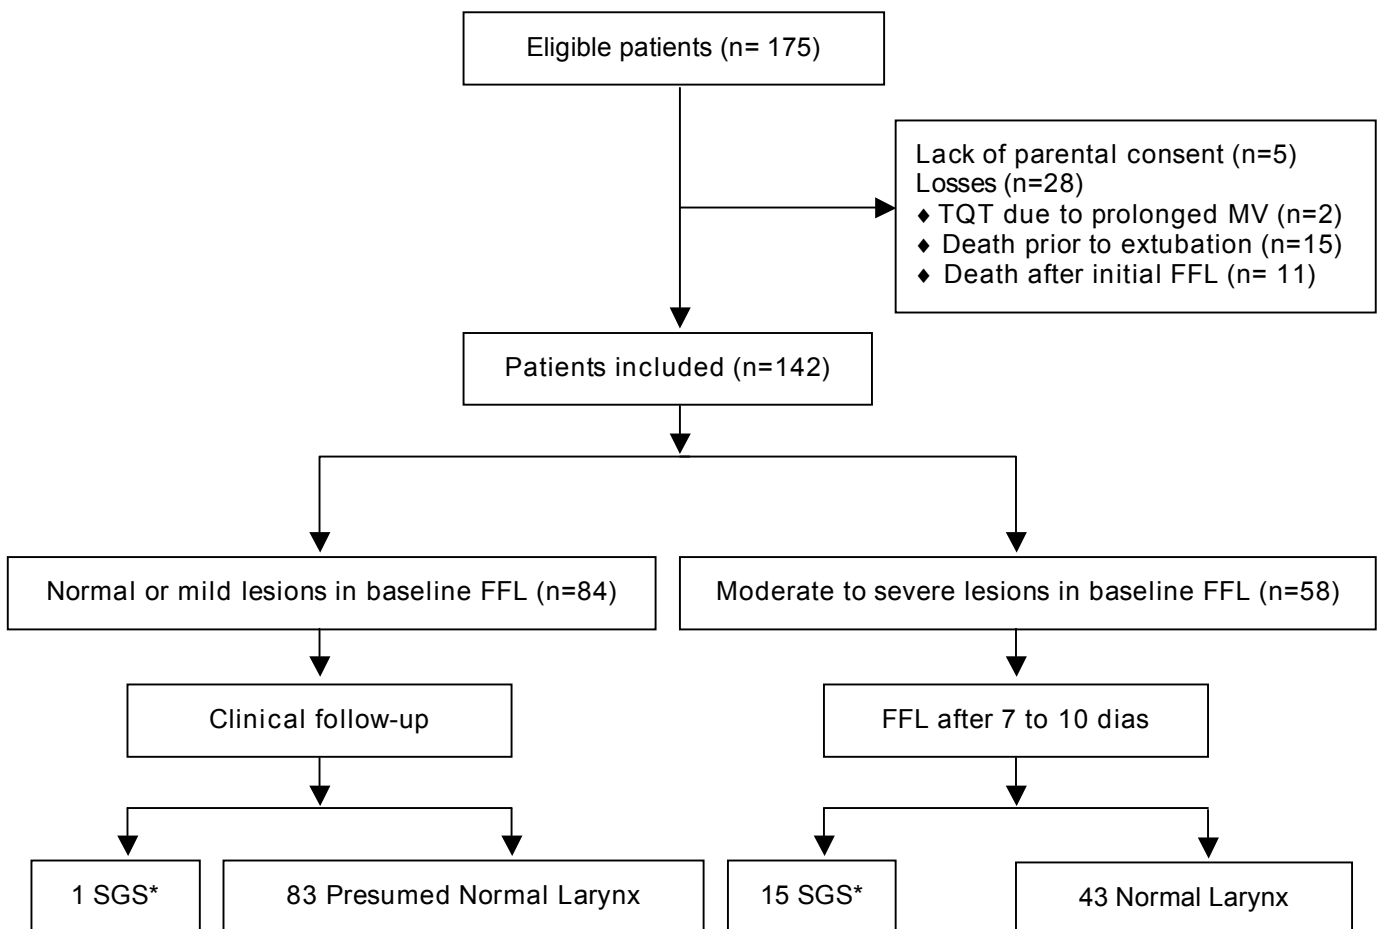 Eligible patients (n= 175)
Lack of parental consent (n=5)
Losses (n=28)
♦ TQT due to prolonged MV (n=2)
♦ Death prior to extubation (n=15)
♦ Death after initial FFL (n= 11)
Patients included (n=142)
Normal or mild lesions in baseline FFL (n=84)
Moderate to severe lesions in baseline FFL (n=58)
Clinical follow-up
FFL after 7 to 10 dias
1 SGS*
83 Presumed Normal Larynx
15 SGS*
43 Normal Larynx